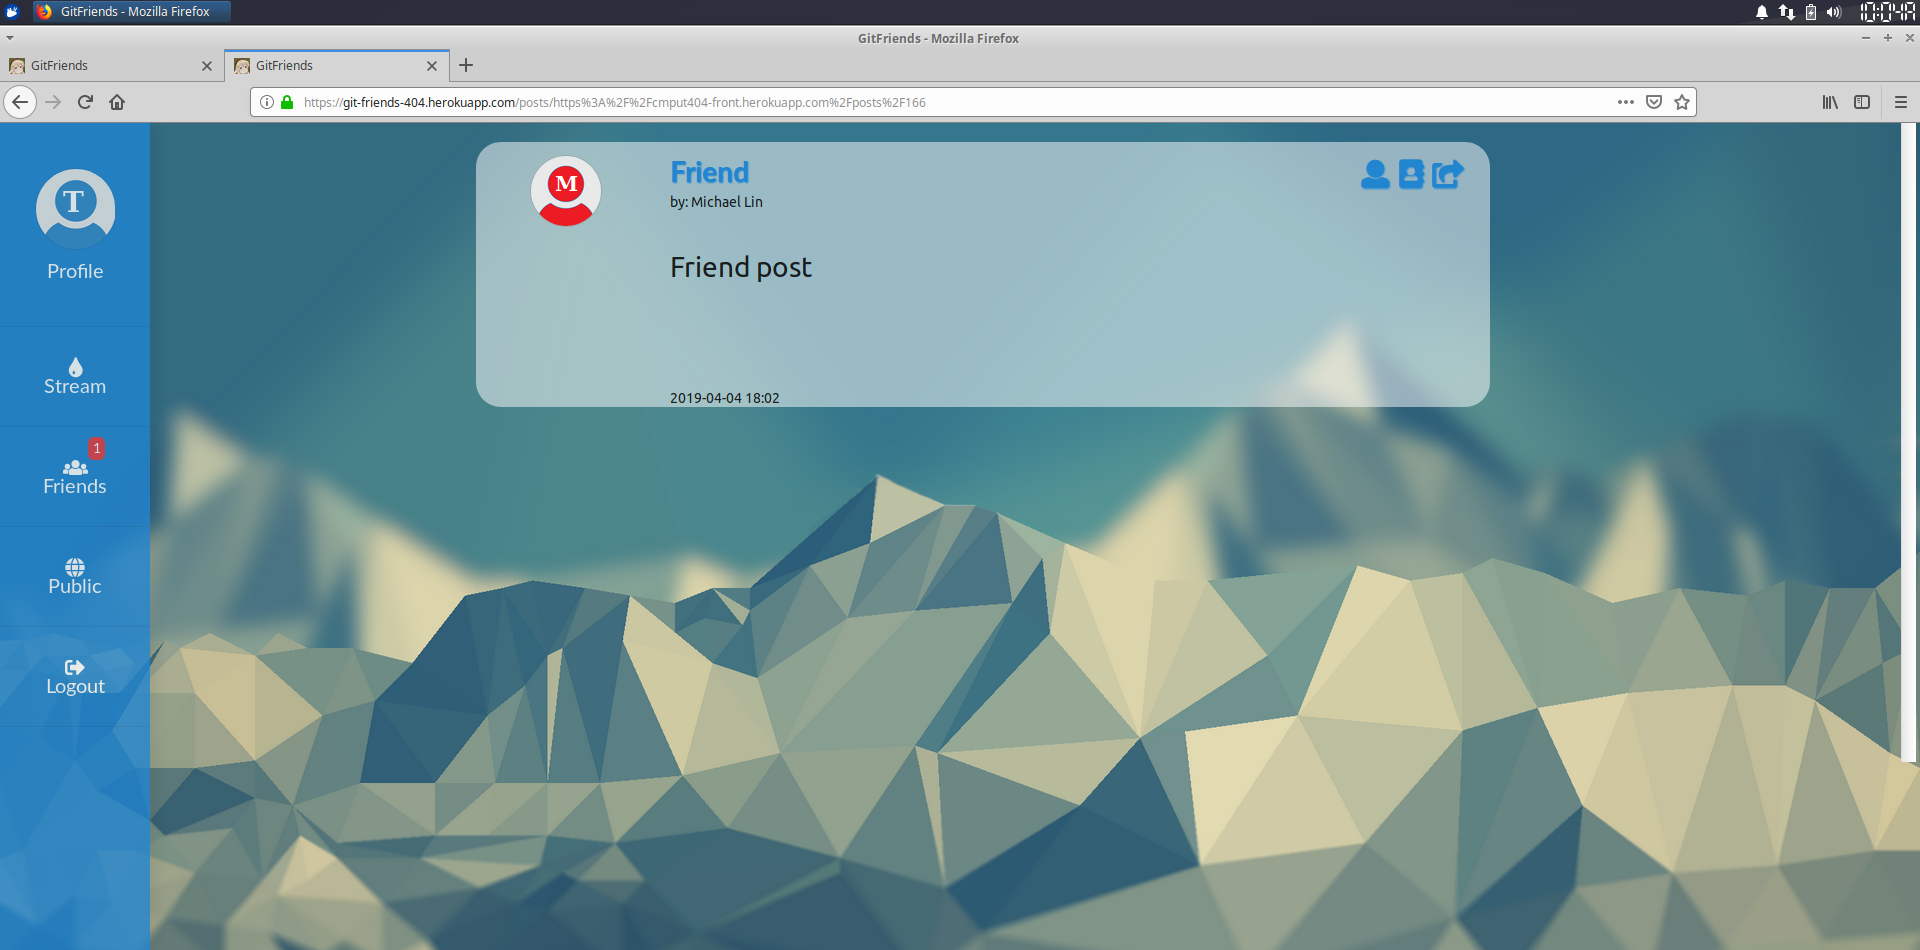 GitFriends - Mozilla Firefox
10:04A
GitFriends - Mozilla Firefox
GitFriends
GitFriends
https://git-friends-404.herokuapp.com/posts/https%3A%2F%2Fcmput404-front.herokuapp.com%2Fposts%2F166
T
Profile
Stream
1
Friends
Public
Logout
M
Friend
by: Michael Lin
Friend post
2019-04-04 18:02